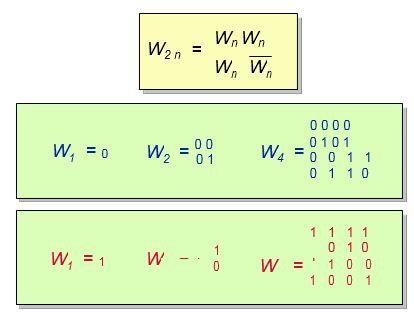 W2n = Wn Wn
Wn W̅n̅
W1 = 0
W2 = 0 0
0 1
W4 = 0 0 0 0
0 1 0 1
0 0 1 1
0 1 1 0
W1 = 1
W
1
0
W =
1 1 1 1
0 1 0
1 0 0
1 0 0 1